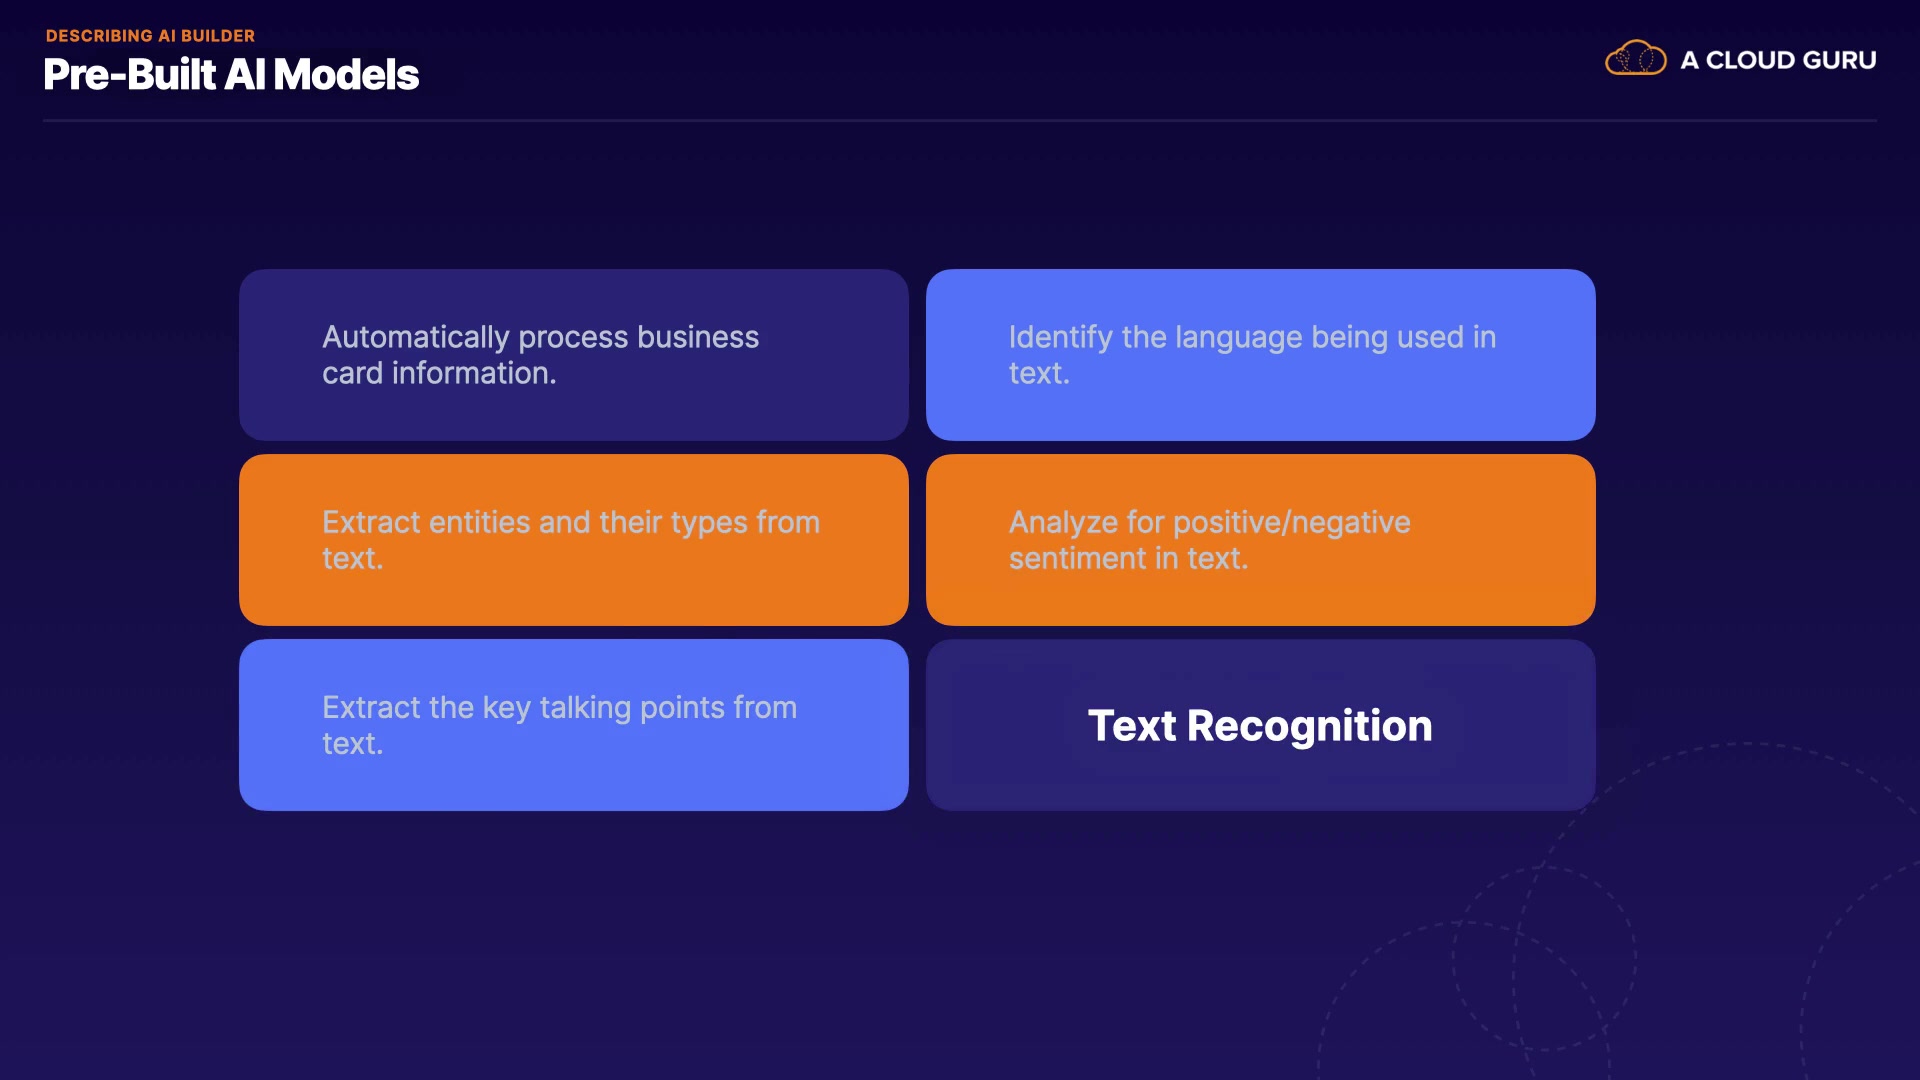 DESCRIBING AI BUILDER
Pre-Built AI Models
A CLOUD GURU
Automatically process business
card information.
Identify the language being used in
text.
Extract entities and their types from
text.
Analyze for positive/negative
sentiment in text.
Extract the key talking points from
text.
Text Recognition